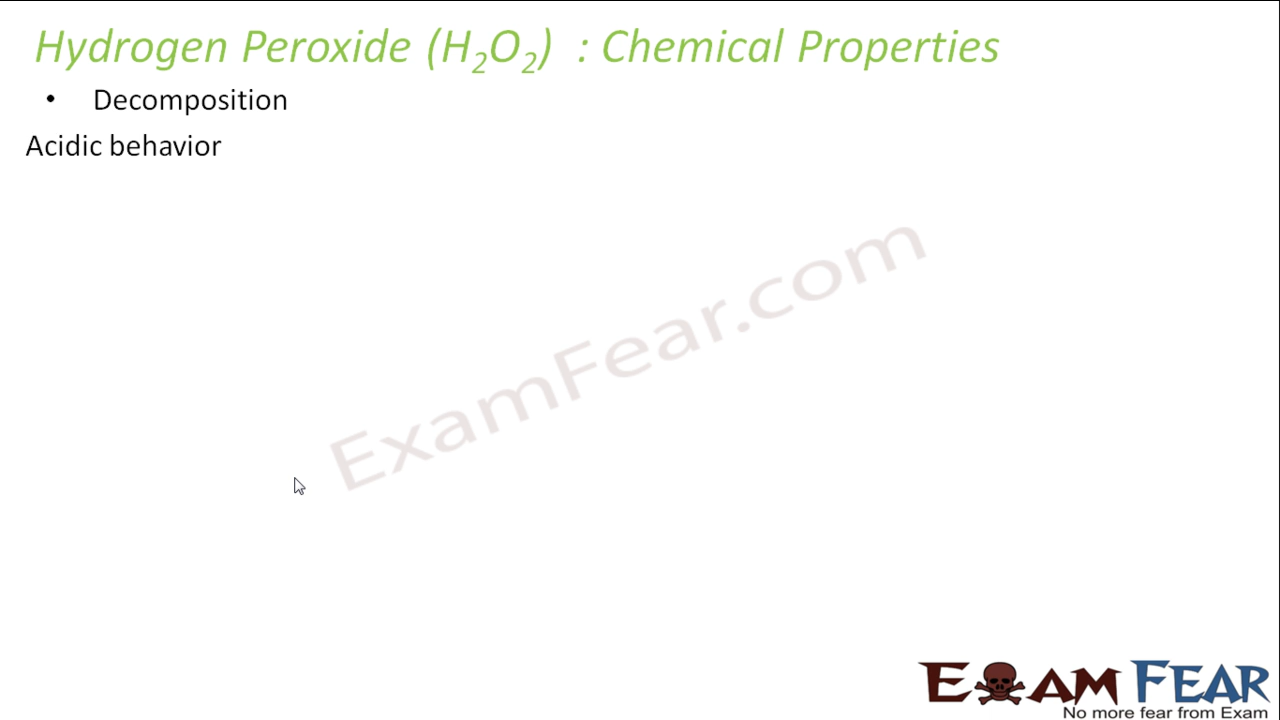 Hydrogen Peroxide (H₂O₂) : Chemical Properties
• Decomposition
Acidic behavior
ExamFear.com
EXAM FEAR
No more fear from Exam